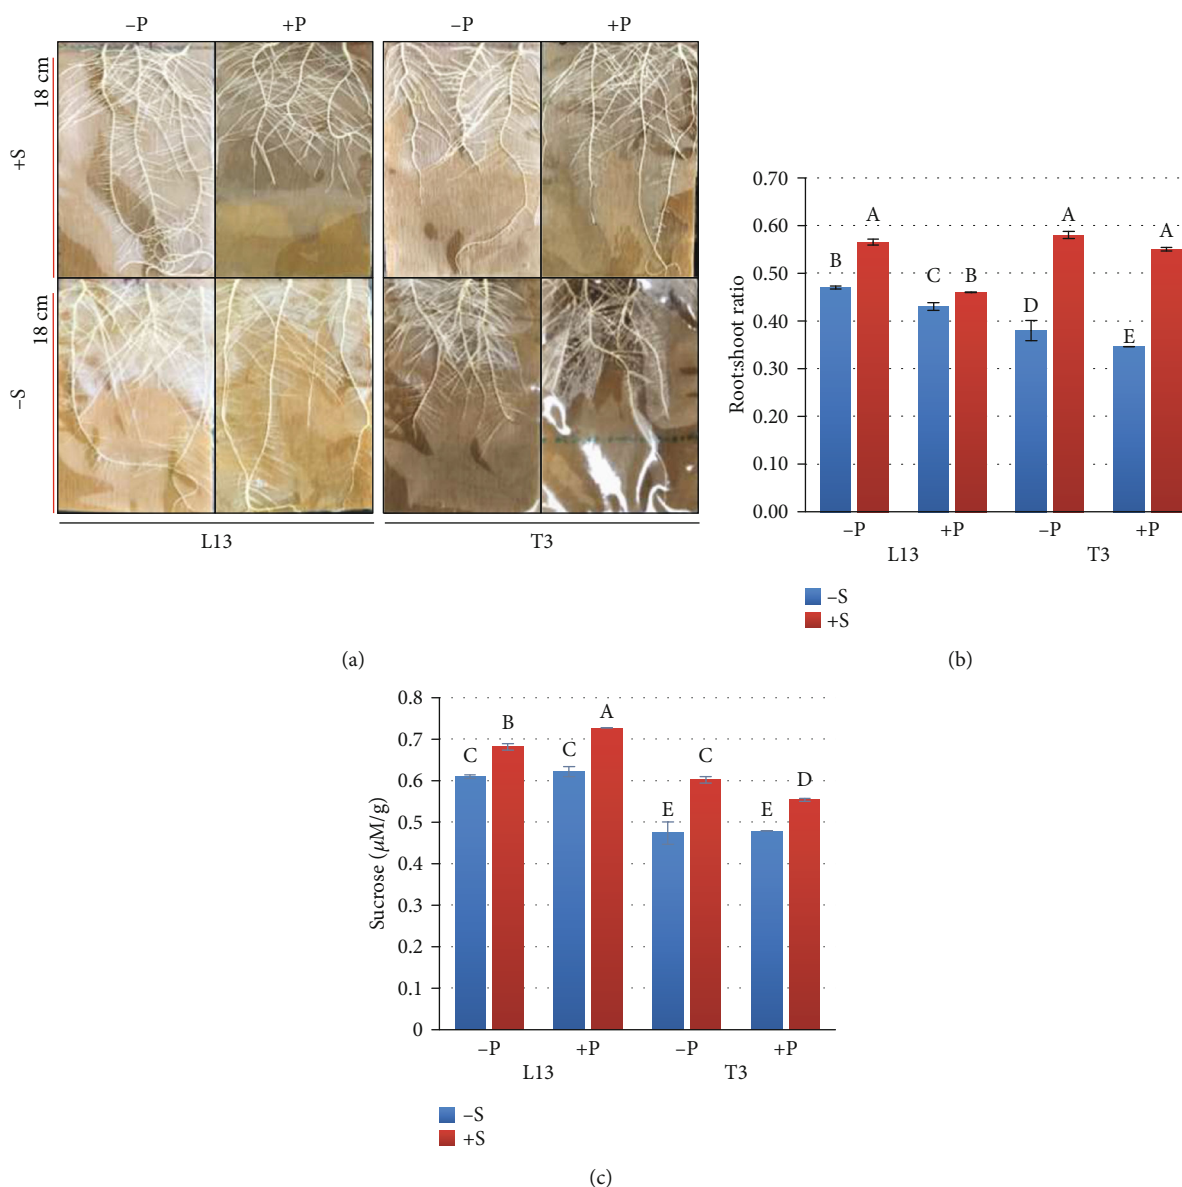 –P +P –P +P
18 cm
+S
18 cm
–S
L13 T3
(a)
0.70
0.60
0.50
0.40
0.30
0.20
0.10
0.00
Root:shoot ratio
B A C B D A E A
–P +P –P +P
L13 T3
–S
+S
(b)
0.8
0.7
0.6
0.5
0.4
0.3
0.2
0.1
0
Sucrose (μM/g)
C B C A E C E D
–P +P –P +P
L13 T3
–S
+S
(c)